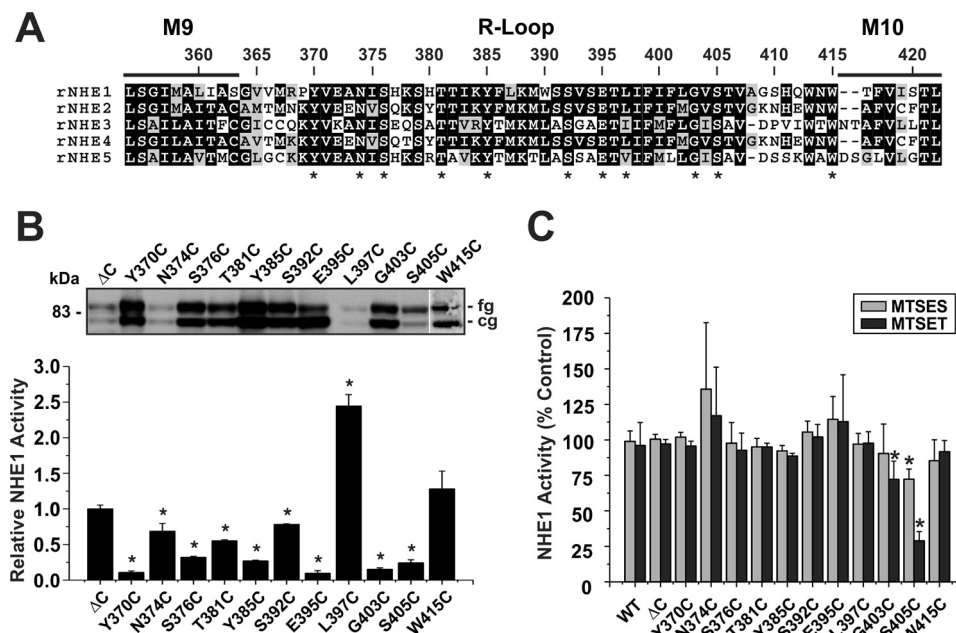 A
M9 R-Loop M10
360 365 370 375 380 385 390 395 400 405 410 415 420
rNHE1 LSGIMALIASGVVMRPYVEANISHKSHTTIKYFLKMWSSVSETLIFIFLGVSTVAGSHQWNW--TFVISTL
rNHE2 LSGIMAITACAMTMNKYVEENVSQKSYTTIKYFMKMLSSVSETLIFIFMGVSTVGKNHEWNW--AFVCFTL
rNHE3 LSAILAITFCGICCQKYVKANISEQSATTVRYTMKMLASGAETIIFMFLGISAV-DPVIWTWNTAFVLLTL
rNHE4 LSGIMAITACAVTMKKYVEENVSQTSYTTIKYFMKMLSSVSETLIFIFMGVSTVGKNHEWNW--AFVCFTL
rNHE5 LSAILAVTMCGLGCKKYVEANISHKSRTAVKYTMKTLASSAETVIFMLLGISAV-DSSKWAWDSGLVLGTL
* * * * * * * * * * *
B
ΔC Y370C N374C S376C T381C Y385C S392C E395C L397C G403C S405C W415C
kDa
83 -
- fg
- cg
Relative NHE1 Activity
3.0
2.5
2.0
1.5
1.0
0.5
0.0
* * * * * * * * * *
ΔC Y370C N374C S376C T381C Y385C S392C E395C L397C G403C S405C W415C
C
NHE1 Activity (% Control)
200
175
150
125
100
75
50
25
0
MTSES
MTSET
* * *
WT ΔC Y370C N374C S376C T381C Y385C S392C E395C L397C G403C S405C W415C